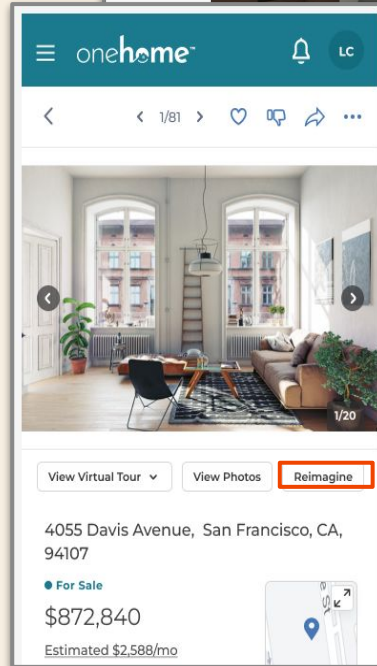 onehome™
LC
1/81
1/20
View Virtual Tour
View Photos
Reimagine
4055 Davis Avenue, San Francisco, CA,
94107
For Sale
$872,840
Estimated $2,588/mo